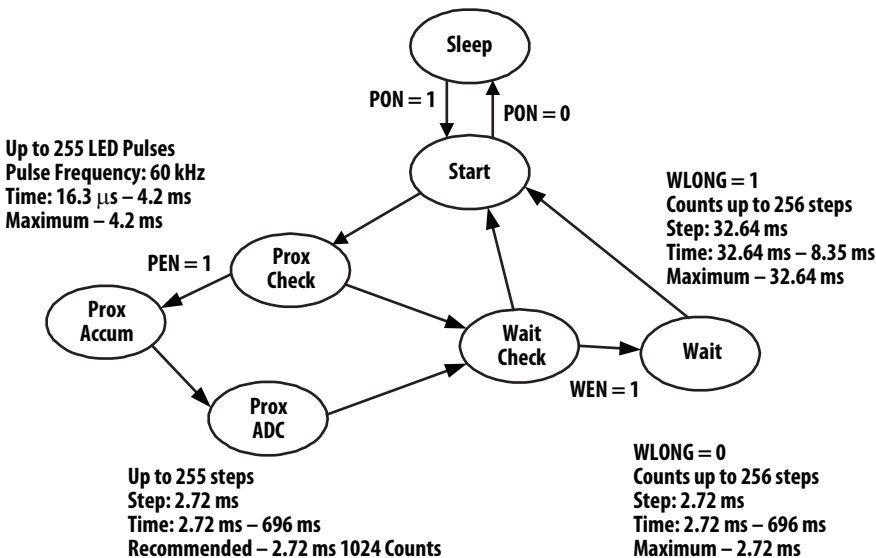 Sleep
PON = 1
PON = 0
Up to 255 LED Pulses
Pulse Frequency: 60 kHz
Time: 16.3 μs – 4.2 ms
Maximum – 4.2 ms
Start
WLONG = 1
Counts up to 256 steps
Step: 32.64 ms
Time: 32.64 ms – 8.35 ms
Maximum – 32.64 ms
PEN = 1
Prox
Check
Prox
Accum
Wait
Check
Wait
WEN = 1
Prox
ADC
Up to 255 steps
Step: 2.72 ms
Time: 2.72 ms – 696 ms
Recommended – 2.72 ms 1024 Counts
WLONG = 0
Counts up to 256 steps
Step: 2.72 ms
Time: 2.72 ms – 696 ms
Maximum – 2.72 ms